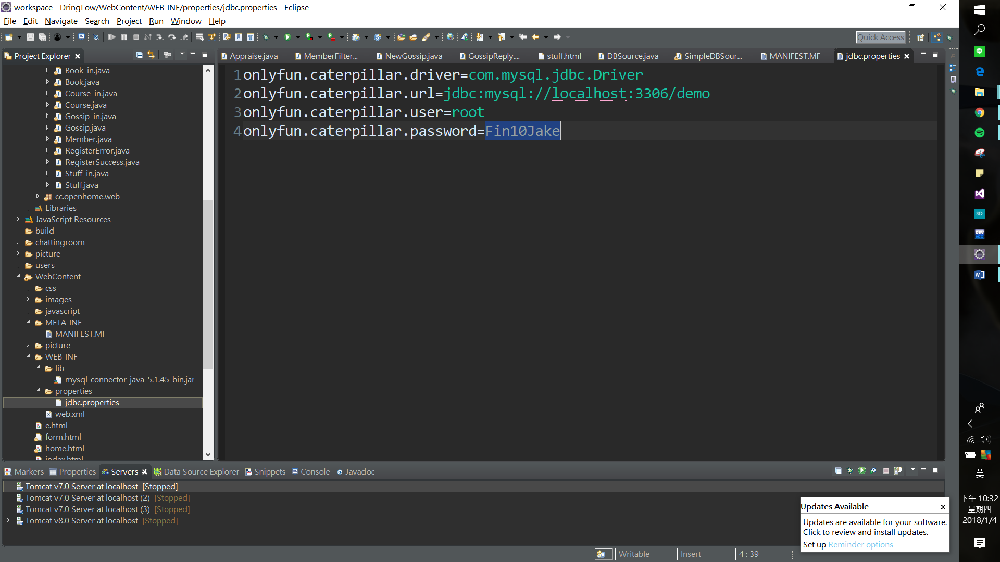 workspace - DringLow/WebContent/WEB-INF/properties/jdbc.properties - Eclipse
File Edit Navigate Search Project Run Window Help
Quick Access
Project Explorer
Appraise.java MemberFilter... NewGossip.java GossipReply.... stuff.html DBSource.java SimpleDBSour... MANIFEST.MF jdbc.properties
Book_in.java
Book.java
Course_in.java
Course.java
Gossip_in.java
Gossip.java
Member.java
RegisterError.java
RegisterSuccess.java
Stuff_in.java
Stuff.java
cc.openhome.web
Libraries
JavaScript Resources
build
chattingroom
picture
users
WebContent
css
images
javascript
META-INF
MANIFEST.MF
picture
WEB-INF
lib
mysql-connector-java-5.1.45-bin.jar
properties
jdbc.properties
web.xml
e.html
form.html
home.html
index.html
1 onlyfun.caterpillar.driver=com.mysql.jdbc.Driver
2 onlyfun.caterpillar.url=jdbc:mysql://localhost:3306/demo
3 onlyfun.caterpillar.user=root
4 onlyfun.caterpillar.password=Fin10Jake
Markers Properties Servers Data Source Explorer Snippets Console Javadoc
Tomcat v7.0 Server at localhost [Stopped]
Tomcat v7.0 Server at localhost (2) [Stopped]
Tomcat v7.0 Server at localhost (3) [Stopped]
Tomcat v8.0 Server at localhost [Stopped]
Updates Available
Updates are available for your software.
Click to review and install updates.
Set up Reminder options
Writable Insert 4 : 39
SD
DEV
英
下午 10:32
星期四
2018/1/4